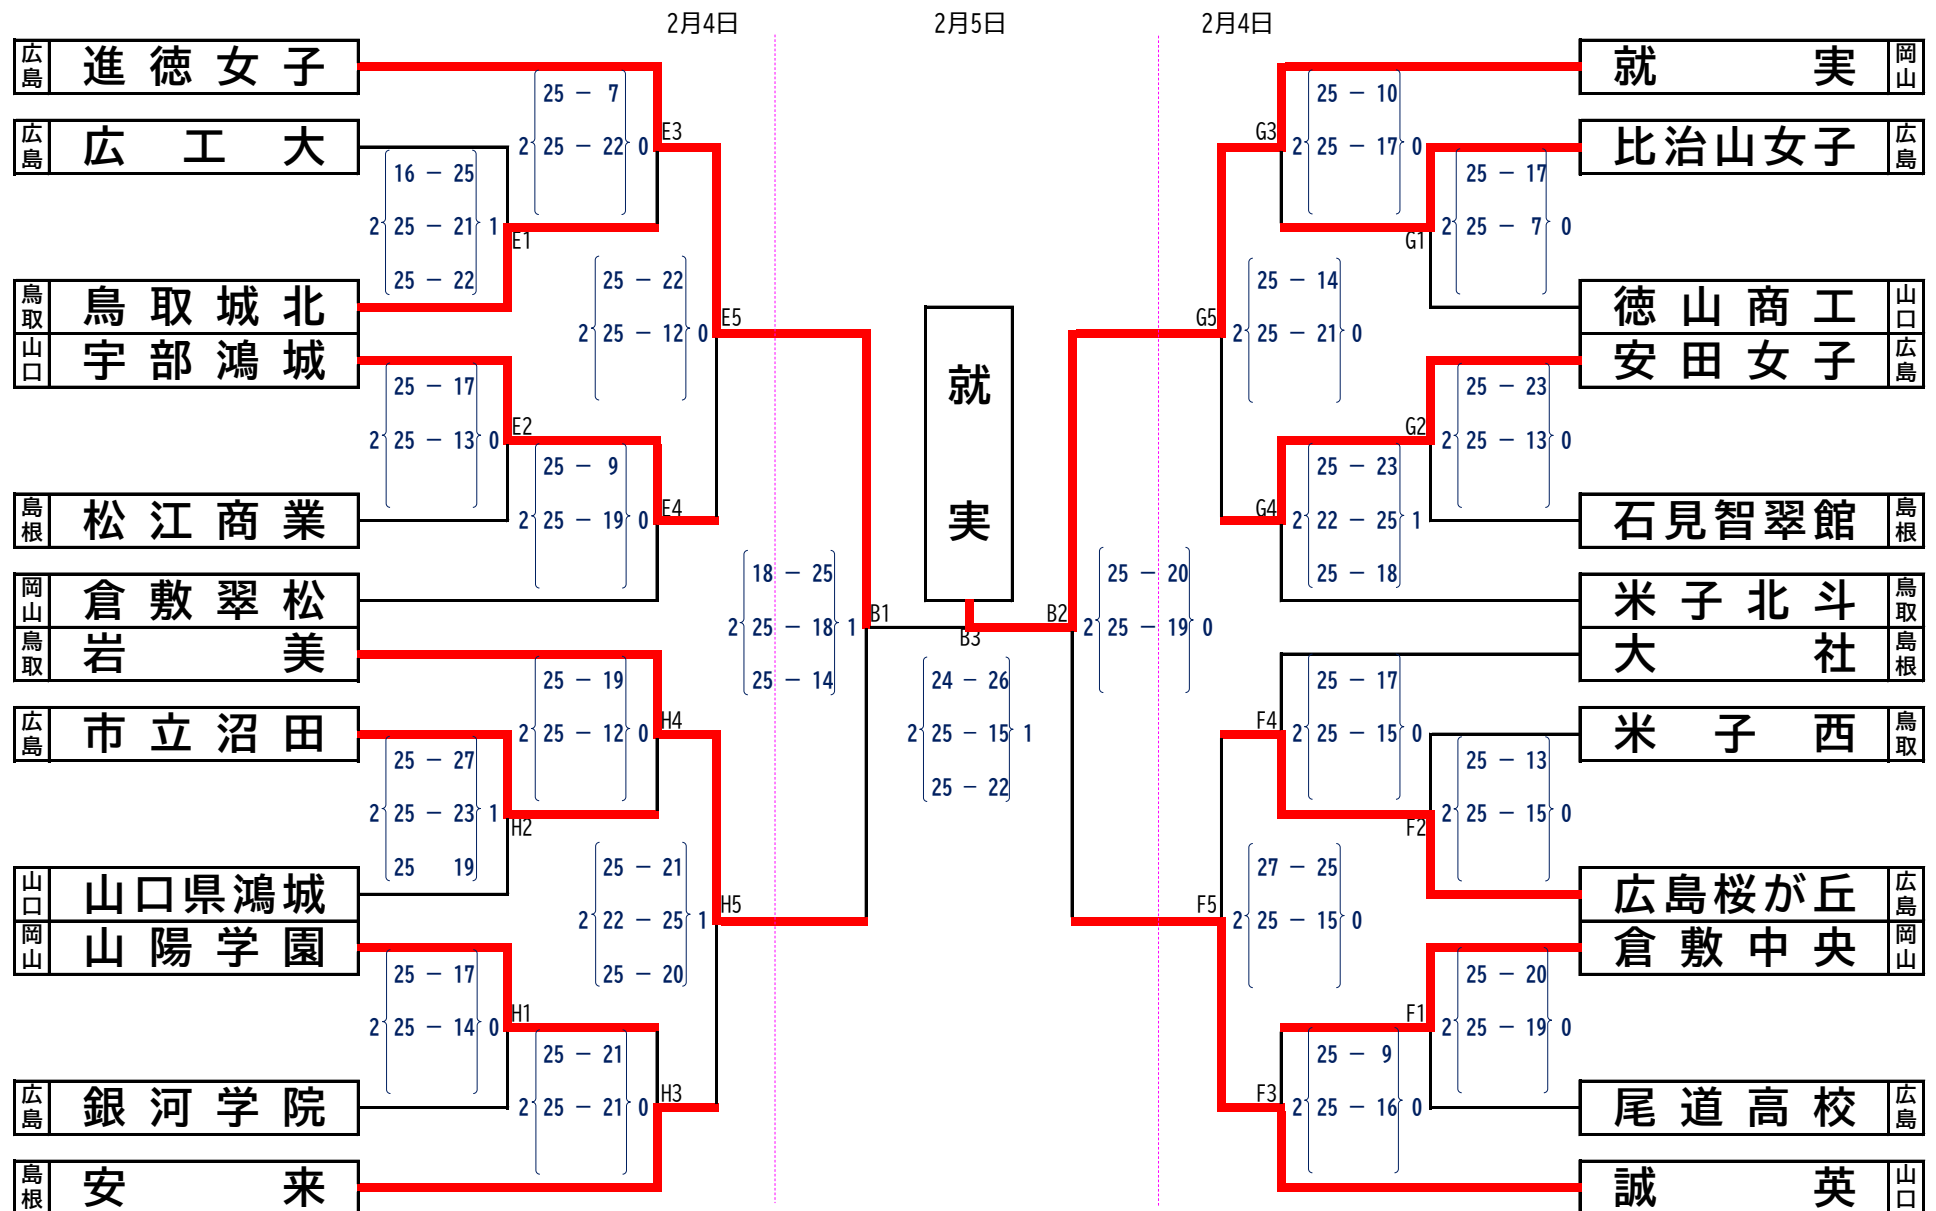 2月4日 2月5日 2月4日
広島 進徳女子
広島 広工大
鳥取 鳥取城北
山口 宇部鴻城
島根 松江商業
岡山 倉敷翠松
鳥取 岩美
広島 市立沼田
山口 山口県鴻城
岡山 山陽学園
広島 銀河学院
島根 安来
E3
25 － 7
2 25 － 22 0
E1
16 － 25
2 25 － 21 1
25 － 22
E5
25 － 22
2 25 － 12 0
E2
25 － 17
2 25 － 13 0
E4
25 － 9
2 25 － 19 0
B1
18 － 25
2 25 － 18 1
25 － 14
H4
25 － 19
2 25 － 12 0
H2
25 － 27
2 25 － 23 1
25 19
H5
25 － 21
2 22 － 25 1
25 － 20
H1
25 － 17
2 25 － 14 0
H3
25 － 21
2 25 － 21 0
就実
B3
24 － 26
2 25 － 15 1
25 － 22
B2
25 － 20
2 25 － 19 0
G3
25 － 10
2 25 － 17 0
G1
25 － 17
2 25 － 7 0
G5
25 － 14
2 25 － 21 0
G2
25 － 23
2 25 － 13 0
G4
25 － 23
2 22 － 25 1
25 － 18
F4
25 － 17
2 25 － 15 0
F2
25 － 13
2 25 － 15 0
F5
27 － 25
2 25 － 15 0
F1
25 － 20
2 25 － 19 0
F3
25 － 9
2 25 － 16 0
就実 岡山
比治山女子 広島
徳山商工 山口
安田女子 広島
石見智翠館 島根
米子北斗 鳥取
大社 島根
米子西 鳥取
広島桜が丘 広島
倉敷中央 岡山
尾道高校 広島
誠英 山口